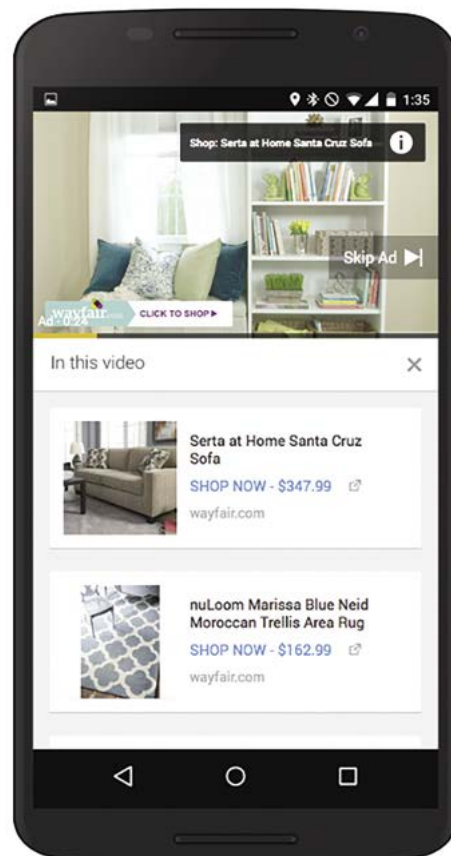 1:35
Shop: Serta at Home Santa Cruz Sofa
Skip Ad
wayfair.com
CLICK TO SHOP
Ad - 0:24
In this video
Serta at Home Santa Cruz
Sofa
SHOP NOW - $347.99
wayfair.com
nuLoom Marissa Blue Neid
Moroccan Trellis Area Rug
SHOP NOW - $162.99
wayfair.com